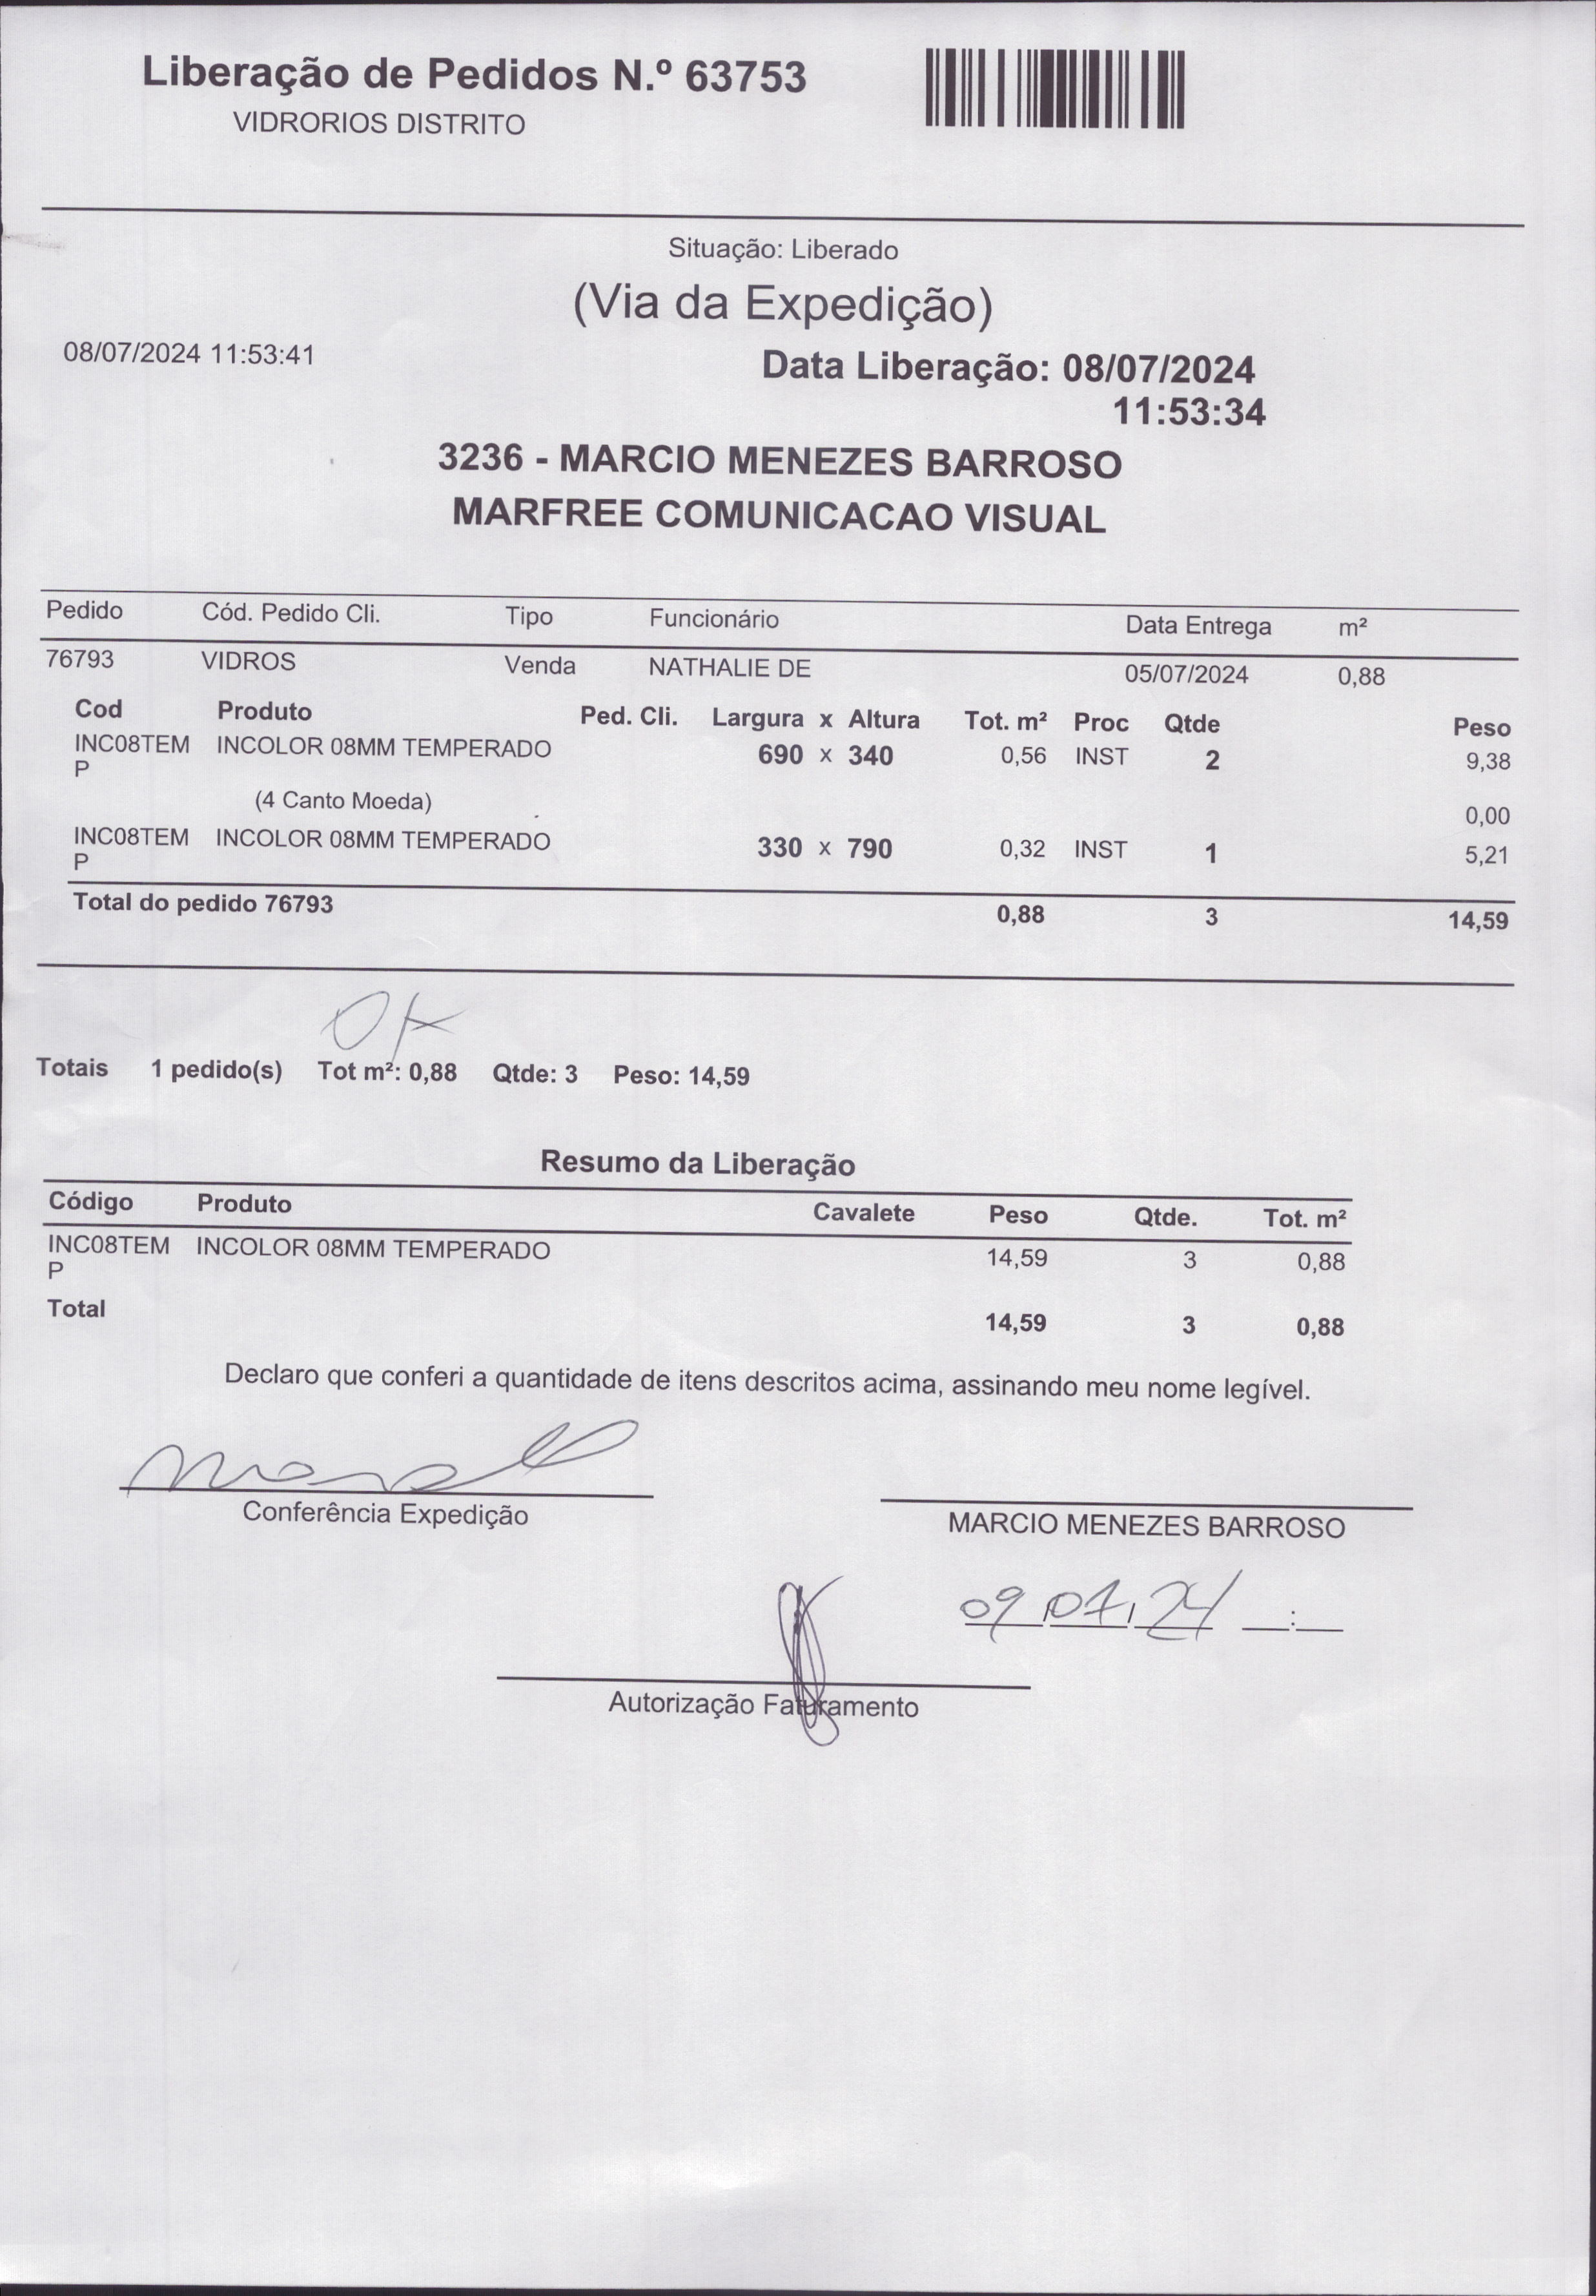 Liberação de Pedidos N.º 63753
VIDRORIOS DISTRITO
Situação: Liberado
(Via da Expedição)
08/07/2024 11:53:41
Data Liberação: 08/07/2024
11:53:34
3236 - MARCIO MENEZES BARROSO
MARFREE COMUNICACAO VISUAL
Pedido Cód. Pedido Cli. Tipo Funcionário Data Entrega m²
76793 VIDROS Venda NATHALIE DE 05/07/2024 0,88
Cod Produto Ped. Cli. Largura x Altura Tot. m² Proc Qtde Peso
INC08TEM INCOLOR 08MM TEMPERADO 690 x 340 0,56 INST 2 9,38
P
(4 Canto Moeda) 0,00
INC08TEM INCOLOR 08MM TEMPERADO 330 x 790 0,32 INST 1 5,21
P
Total do pedido 76793 0,88 3 14,59
OK
Totais 1 pedido(s) Tot m²: 0,88 Qtde: 3 Peso: 14,59
Resumo da Liberação
Código Produto Cavalete Peso Qtde. Tot. m²
INC08TEM INCOLOR 08MM TEMPERADO 14,59 3 0,88
P
Total 14,59 3 0,88
Declaro que conferi a quantidade de itens descritos acima, assinando meu nome legível.
Conferência Expedição
MARCIO MENEZES BARROSO
09/07/24 __:__
Autorização Faturamento